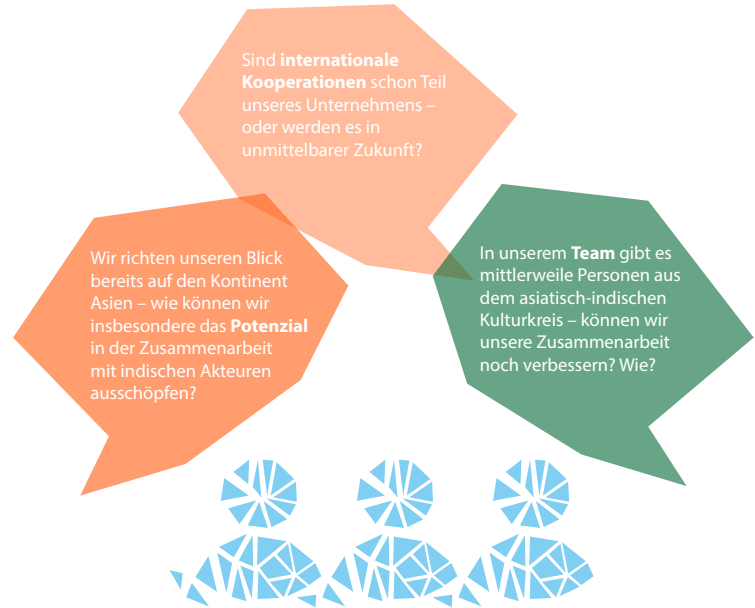 Sind internationale
Kooperationen schon Teil
unseres Unternehmens –
oder werden es in
unmittelbarer Zukunft?
Wir richten unseren Blick
bereits auf den Kontinent
Asien – wie können wir
insbesondere das Potenzial
in der Zusammenarbeit
mit indischen Akteuren
ausschöpfen?
In unserem Team gibt es
mittlerweile Personen aus
dem asiatisch-indischen
Kulturkreis – können wir
unsere Zusammenarbeit
noch verbessern? Wie?